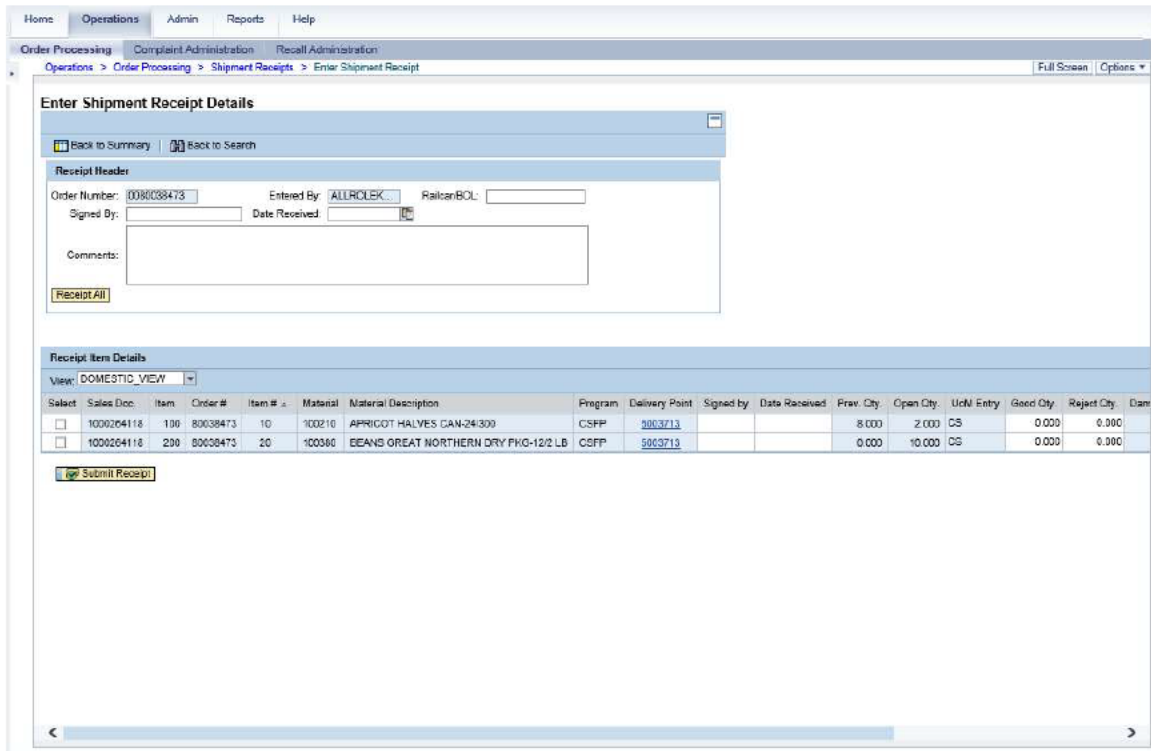 Home Operations Admin Reports Help
Order Processing Complaint Administration Recall Administration
Operations > Order Processing > Shipment Receipts > Enter Shipment Receipt Full Screen Options
Enter Shipment Receipt Details
Back to Summary Back to Search
Receipt Header
Order Number: 0080038473 Entered By: ALLROLEK... Railcar/BOL:
Signed By: Date Received:
Comments:
Receipt All
Receipt Item Details
View: DOMESTIC_VIEW
Select Sales Doc. Item Order # Item # Material Material Description Program Delivery Point Signed by Date Received Prev. Qty. Open Qty. UoM Entry Good Qty. Reject Qty. Dam
1000264118 100 80038473 10 100210 APRICOT HALVES CAN-24/300 CSFP 5003713 8.000 2.000 CS 0.000 0.000
1000264118 200 80038473 20 100380 BEANS GREAT NORTHERN DRY PKG-12/2 LB CSFP 5003713 0.000 10.000 CS 0.000 0.000
Submit Receipt